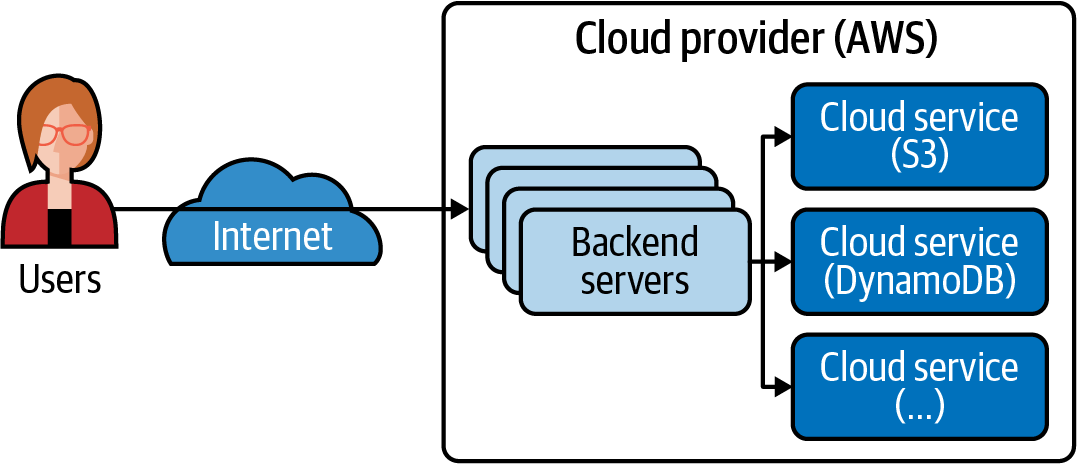 Cloud provider (AWS)
Users
Internet
Backend
servers
Cloud service
(S3)
Cloud service
(DynamoDB)
Cloud service
(...)